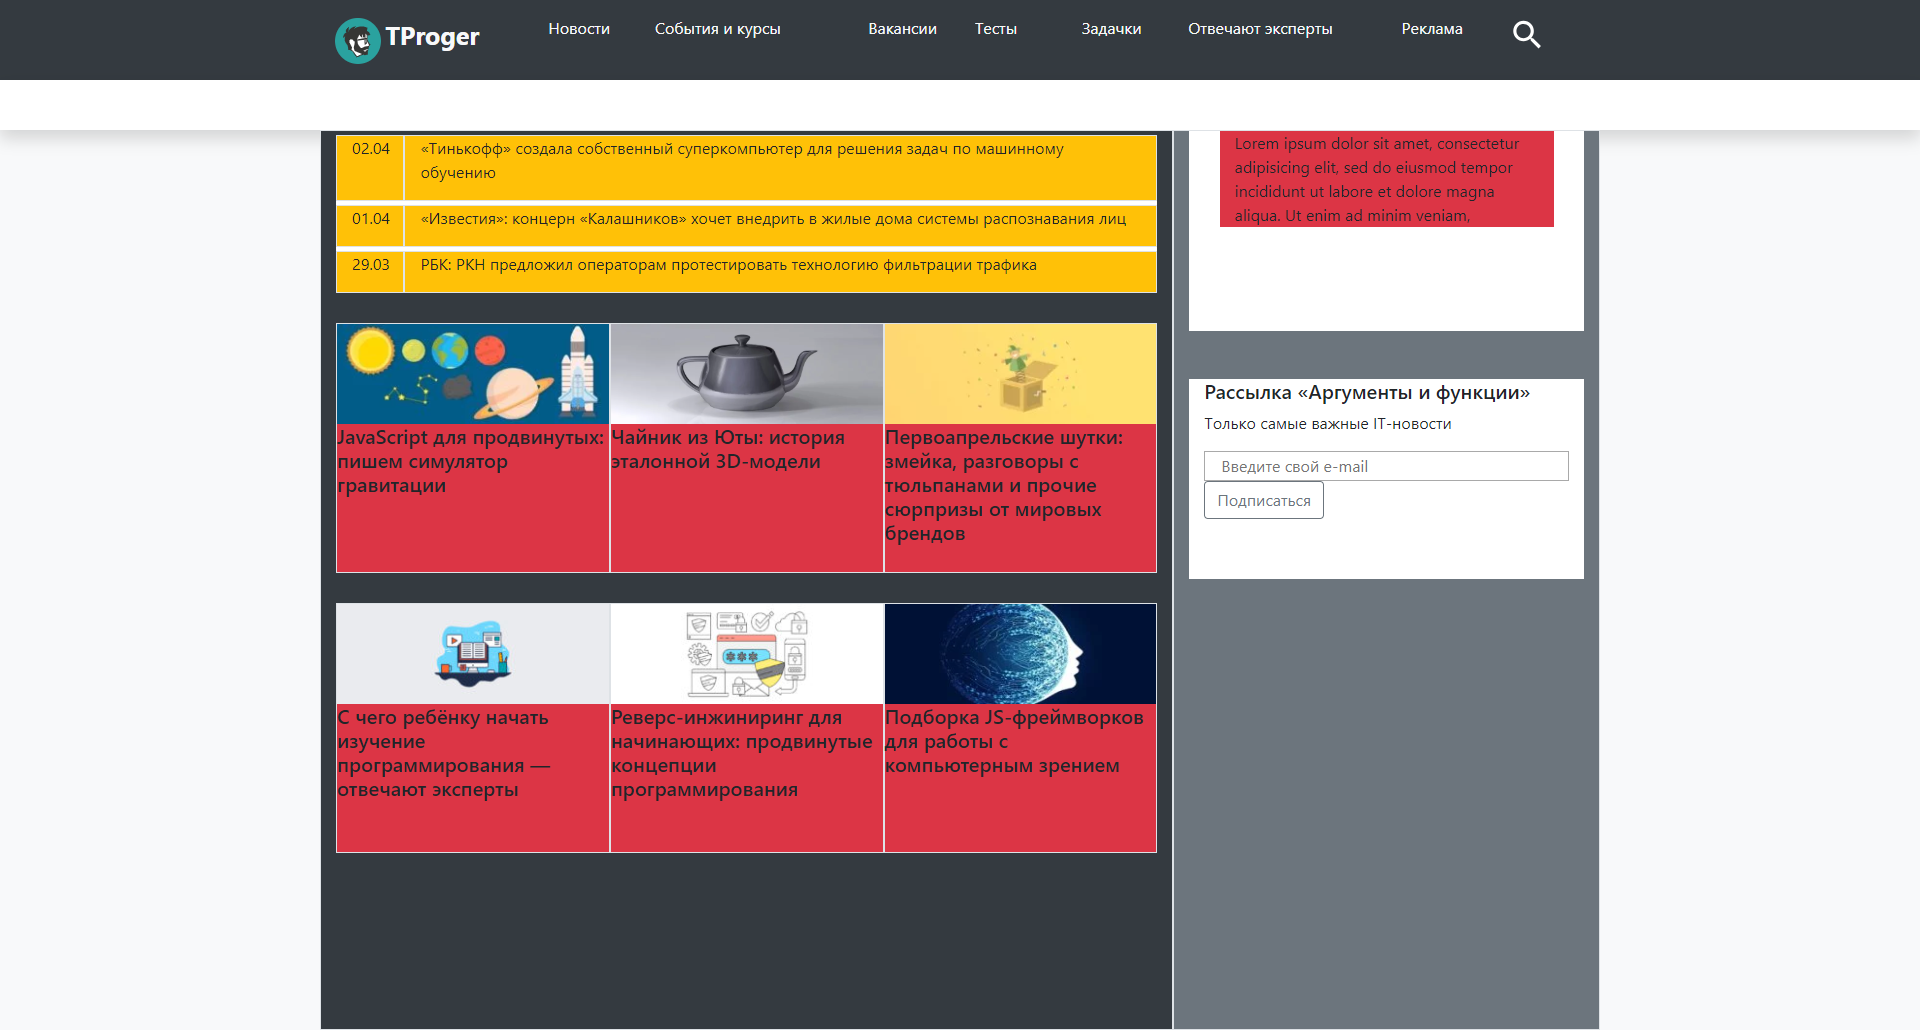 TProger
Новости
События и курсы
Вакансии
Тесты
Задачки
Отвечают эксперты
Реклама
02.04
«Тинькофф» создала собственный суперкомпьютер для решения задач по машинному
обучению
01.04
«Известия»: концерн «Калашников» хочет внедрить в жилые дома системы распознавания лиц
29.03
РБК: РКН предложил операторам протестировать технологию фильтрации трафика
JavaScript для продвинутых:
пишем симулятор
гравитации
Чайник из Юты: история
эталонной 3D-модели
Первоапрельские шутки:
змейка, разговоры с
тюльпанами и прочие
сюрпризы от мировых
брендов
С чего ребёнку начать
изучение
программирования —
отвечают эксперты
Реверс-инжиниринг для
начинающих: продвинутые
концепции
программирования
Подборка JS-фреймворков
для работы с
компьютерным зрением
Lorem ipsum dolor sit amet, consectetur
adipisicing elit, sed do eiusmod tempor
incididunt ut labore et dolore magna
aliqua. Ut enim ad minim veniam,
Рассылка «Аргументы и функции»
Только самые важные IT-новости
Введите свой e-mail
Подписаться